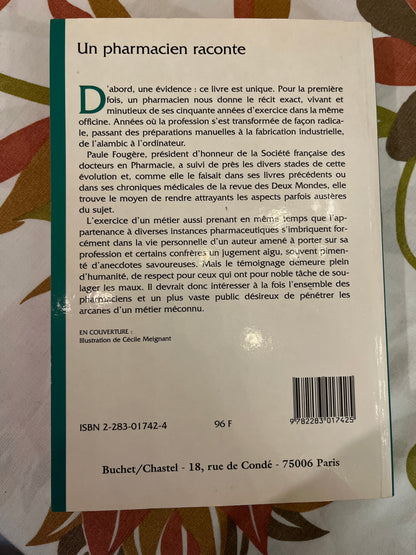 Un pharmacien raconte
D'abord, une évidence : ce livre est unique. Pour la première
fois, un pharmacien nous donne le récit exact, vivant et
minutieux de ses cinquante années d'exercice dans la même
officine. Années où la profession s'est transformée de façon radica-
le, passant des préparations manuelles à la fabrication industrielle,
de l'alambic à l'ordinateur.
Paule Fougère, président d'honneur de la Société française des
docteurs en Pharmacie, a suivi de près les divers stades de cette
évolution et, comme elle le faisait dans ses livres précédents ou
dans ses chroniques médicales de la revue des Deux Mondes, elle
trouve le moyen de rendre attrayants les aspects parfois austères
du sujet.
L'exercice d'un métier aussi prenant en même temps que l'ap-
partenance à diverses instances pharmaceutiques s'imbriquent for-
cément dans la vie personnelle d'un auteur amené à porter sur sa
profession et certains confrères un jugement aigu, souvent pimen-
té d'anecdotes savoureuses. Mais le témoignage demeure plein
d'humanité, de respect pour ceux qui ont pour noble tâche de sou-
lager les maux. Il devrait donc intéresser à la fois l'ensemble des
pharmaciens et un plus vaste public désireux de pénétrer les
arcanes d'un métier méconnu.
EN COUVERTURE :
Illustration de Cécile Meignant
ISBN 2-283-01742-4
96 F
9782283017425
Buchet/Chastel - 18, rue de Condé - 75006 Paris